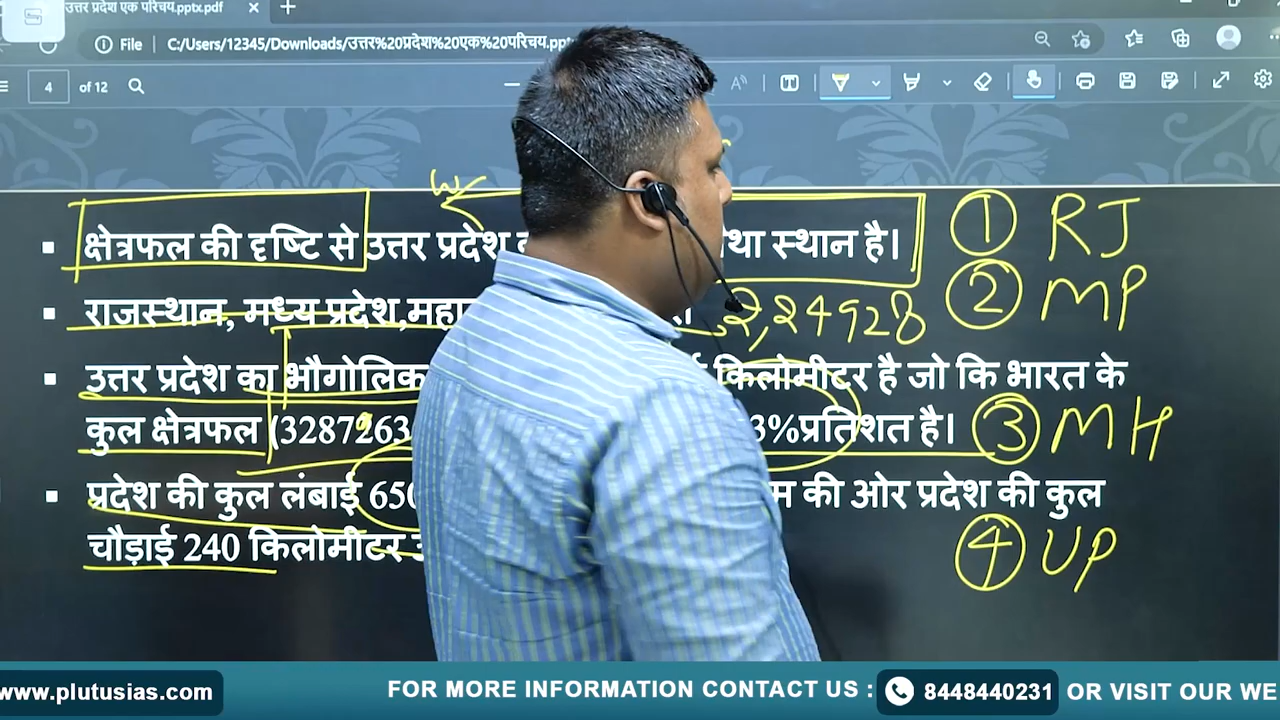 उत्तर प्रदेश एक परिचय.pptx.pdf
File C:/Users/12345/Downloads/उत्तर%20प्रदेश%20एक%20परिचय.ppt
4 of 12
क्षेत्रफल की दृष्टि से उत्तर प्रदेश स्थान है। ① RJ
② MP
राजस्थान, मध्य प्रदेश, 2,24928
उत्तर प्रदेश का भौगोलिक किलोमीटर है जो कि भारत के
कुल क्षेत्रफल (3287263 3%प्रतिशत है। ③ MH
प्रदेश की कुल लंबाई 650 की ओर प्रदेश की कुल
चौड़ाई 240 किलोमीटर ④ UP
www.plutusias.com FOR MORE INFORMATION CONTACT US : 8448440231 OR VISIT OUR WE